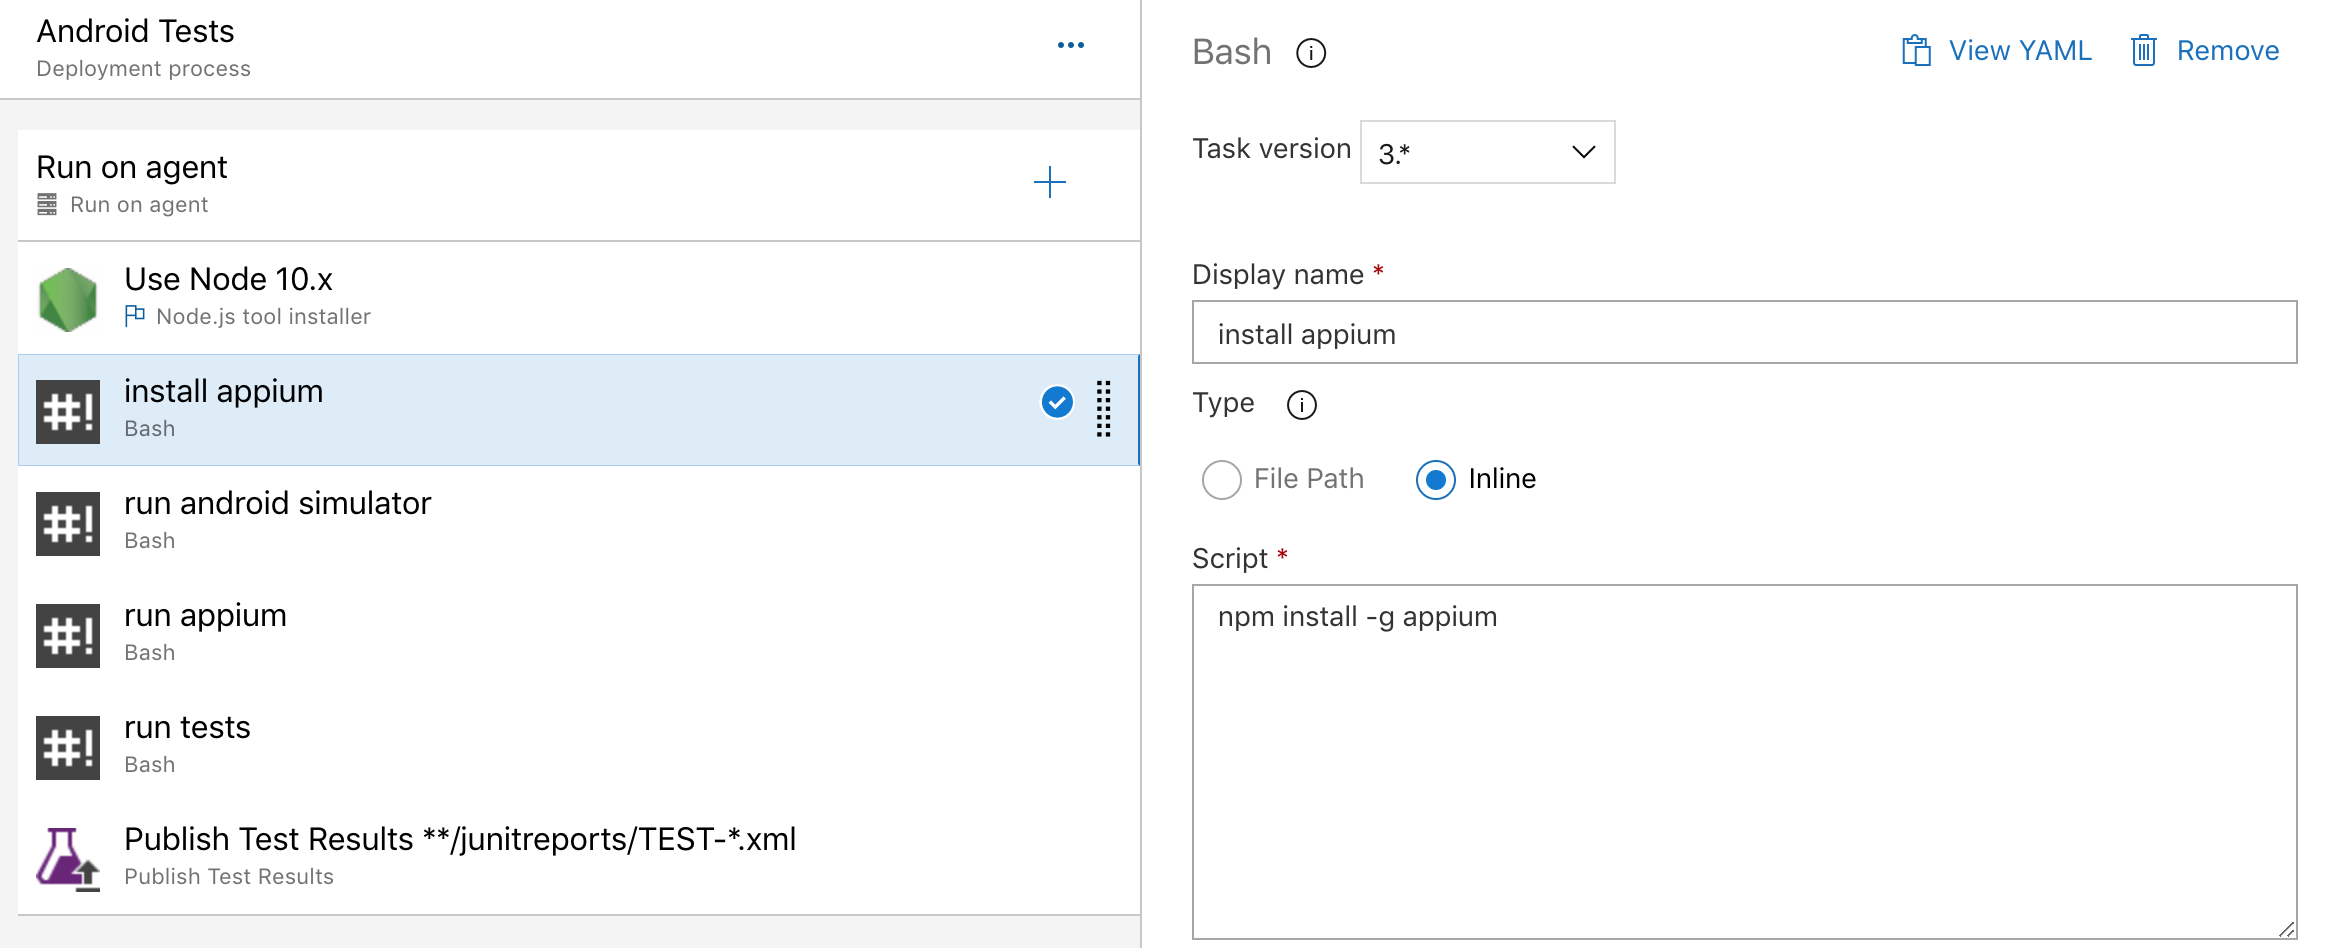 Android Tests
Deployment process
Run on agent
Run on agent
Use Node 10.x
Node.js tool installer
#!
install appium
Bash
#!
run android simulator
Bash
#!
run appium
Bash
#!
run tests
Bash
Publish Test Results **/junitreports/TEST-*.xml
Publish Test Results
Bash
View YAML
Remove
Task version 3.*
Display name *
install appium
Type
File Path Inline
Script *
npm install -g appium